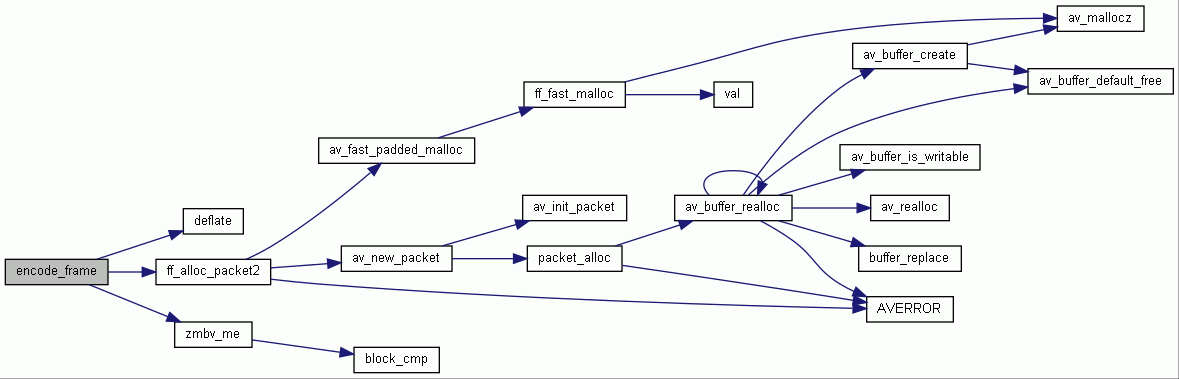 av_mallocz
av_buffer_create
av_buffer_default_free
ff_fast_malloc
val
av_fast_padded_malloc
av_buffer_is_writable
av_init_packet
av_buffer_realloc
av_realloc
deflate
av_new_packet
packet_alloc
buffer_replace
encode_frame
ff_alloc_packet2
AVERROR
zmbv_me
block_cmp